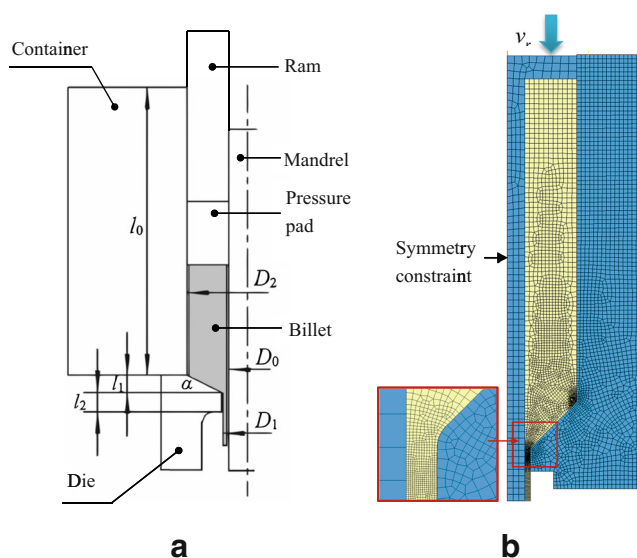 Container
Ram
Mandrel
Pressure
pad
l0
D2
Billet
D0
l1
α
l2
D1
Die
a
vr
Symmetry
constraint
b